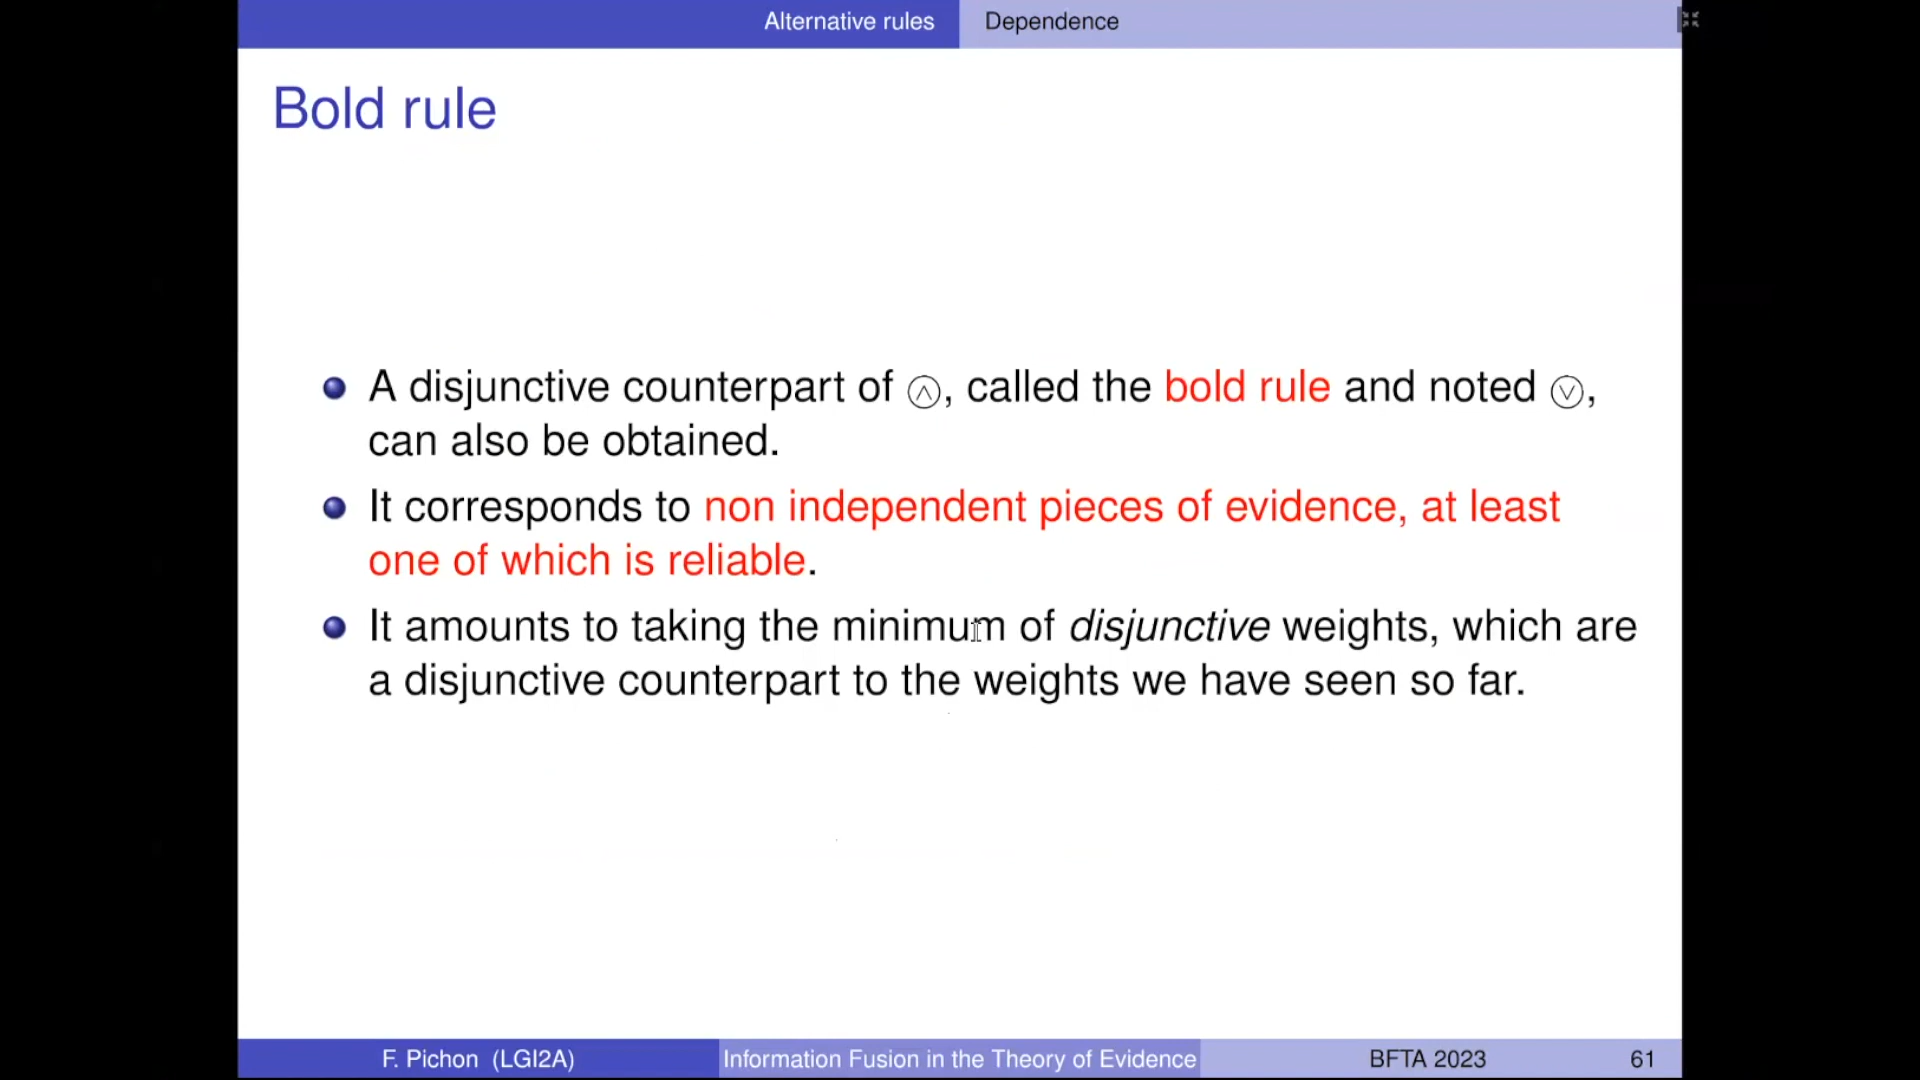 Alternative rules Dependence
Bold rule
A disjunctive counterpart of Ⓐ, called the bold rule and noted ⓥ,
can also be obtained.
It corresponds to non independent pieces of evidence, at least
one of which is reliable.
It amounts to taking the minimum of disjunctive weights, which are
a disjunctive counterpart to the weights we have seen so far.
F. Pichon (LGI2A) Information Fusion in the Theory of Evidence BFTA 2023 61